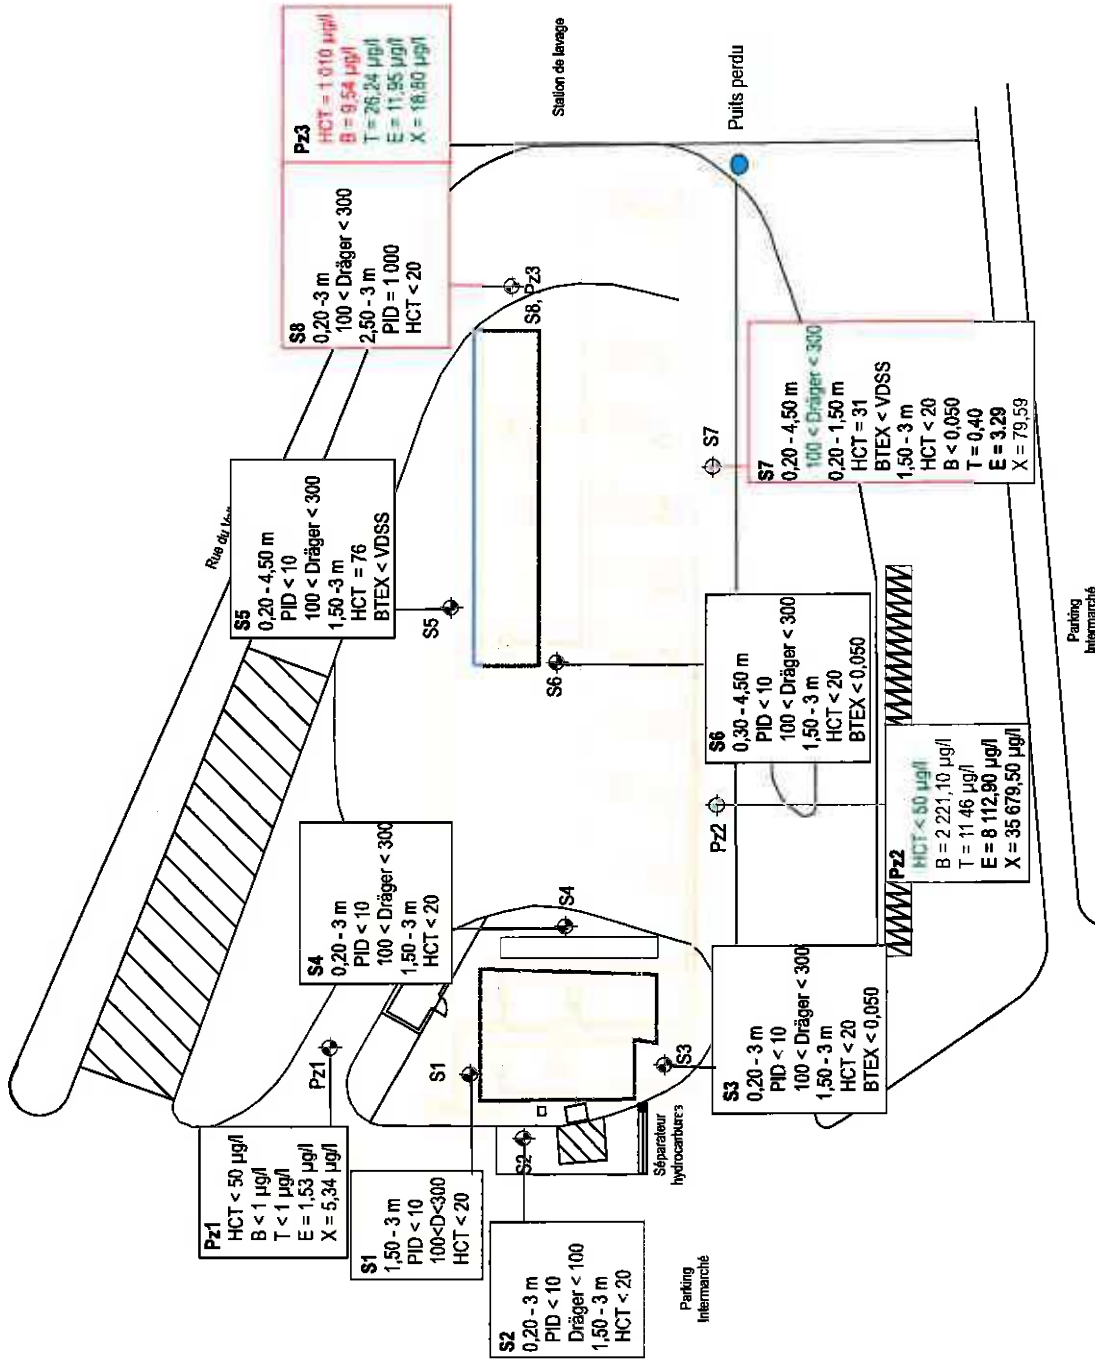 Pz3
HCT = 1 010 µg/l
B = 9,54 µg/l
T = 26,24 µg/l
E = 11,95 µg/l
X = 18,80 µg/l
S8
0,20 -3 m
100 < Dräger < 300
2,50 - 3 m
PID = 1 000
HCT < 20
S8, Pz3
Station de lavage
Puits perdu
Rue du
S5
0,20 - 4,50 m
PID < 10
100 < Dräger < 300
1,50 -3 m
HCT = 76
BTEX < VDSS
S5
S6
S7
S7
0,20 - 4,50 m
100 < Dräger < 300
0,20 - 1,50 m
HCT = 31
BTEX < VDSS
1,50 - 3 m
HCT < 20
B < 0,050
T = 0,40
E = 3.29
X = 79,59
S6
0,30 - 4,50 m
PID < 10
100 < Dräger < 300
1,50 - 3 m
HCT < 20
BTEX < 0,050
Parking
Intermarché
S4
0,20 - 3 m
PID < 10
100 < Dräger < 300
1,50 - 3 m
HCT < 20
S4
Pz2
Pz2
HCT < 50 µg/l
B = 2 221,10 µg/l
T = 11 46 µg/l
E = 8 112,90 µg/l
X = 35 679,50 µg/l
Pz1
S1
S3
S3
0,20 - 3 m
PID < 10
100 < Dräger < 300
1,50 - 3 m
HCT < 20
BTEX < 0,050
Pz1
HCT < 50 µg/l
B < 1 µg/l
T < 1 µg/l
E = 1,53 µg/l
X = 5,34 µg/l
S1
1,50 - 3 m
PID < 10
100<D<300
HCT < 20
S2
Séparateur
hydrocarbures
S2
0,20 - 3 m
PID < 10
Dräger < 100
1,50 - 3 m
HCT < 20
Parking
Intermarché